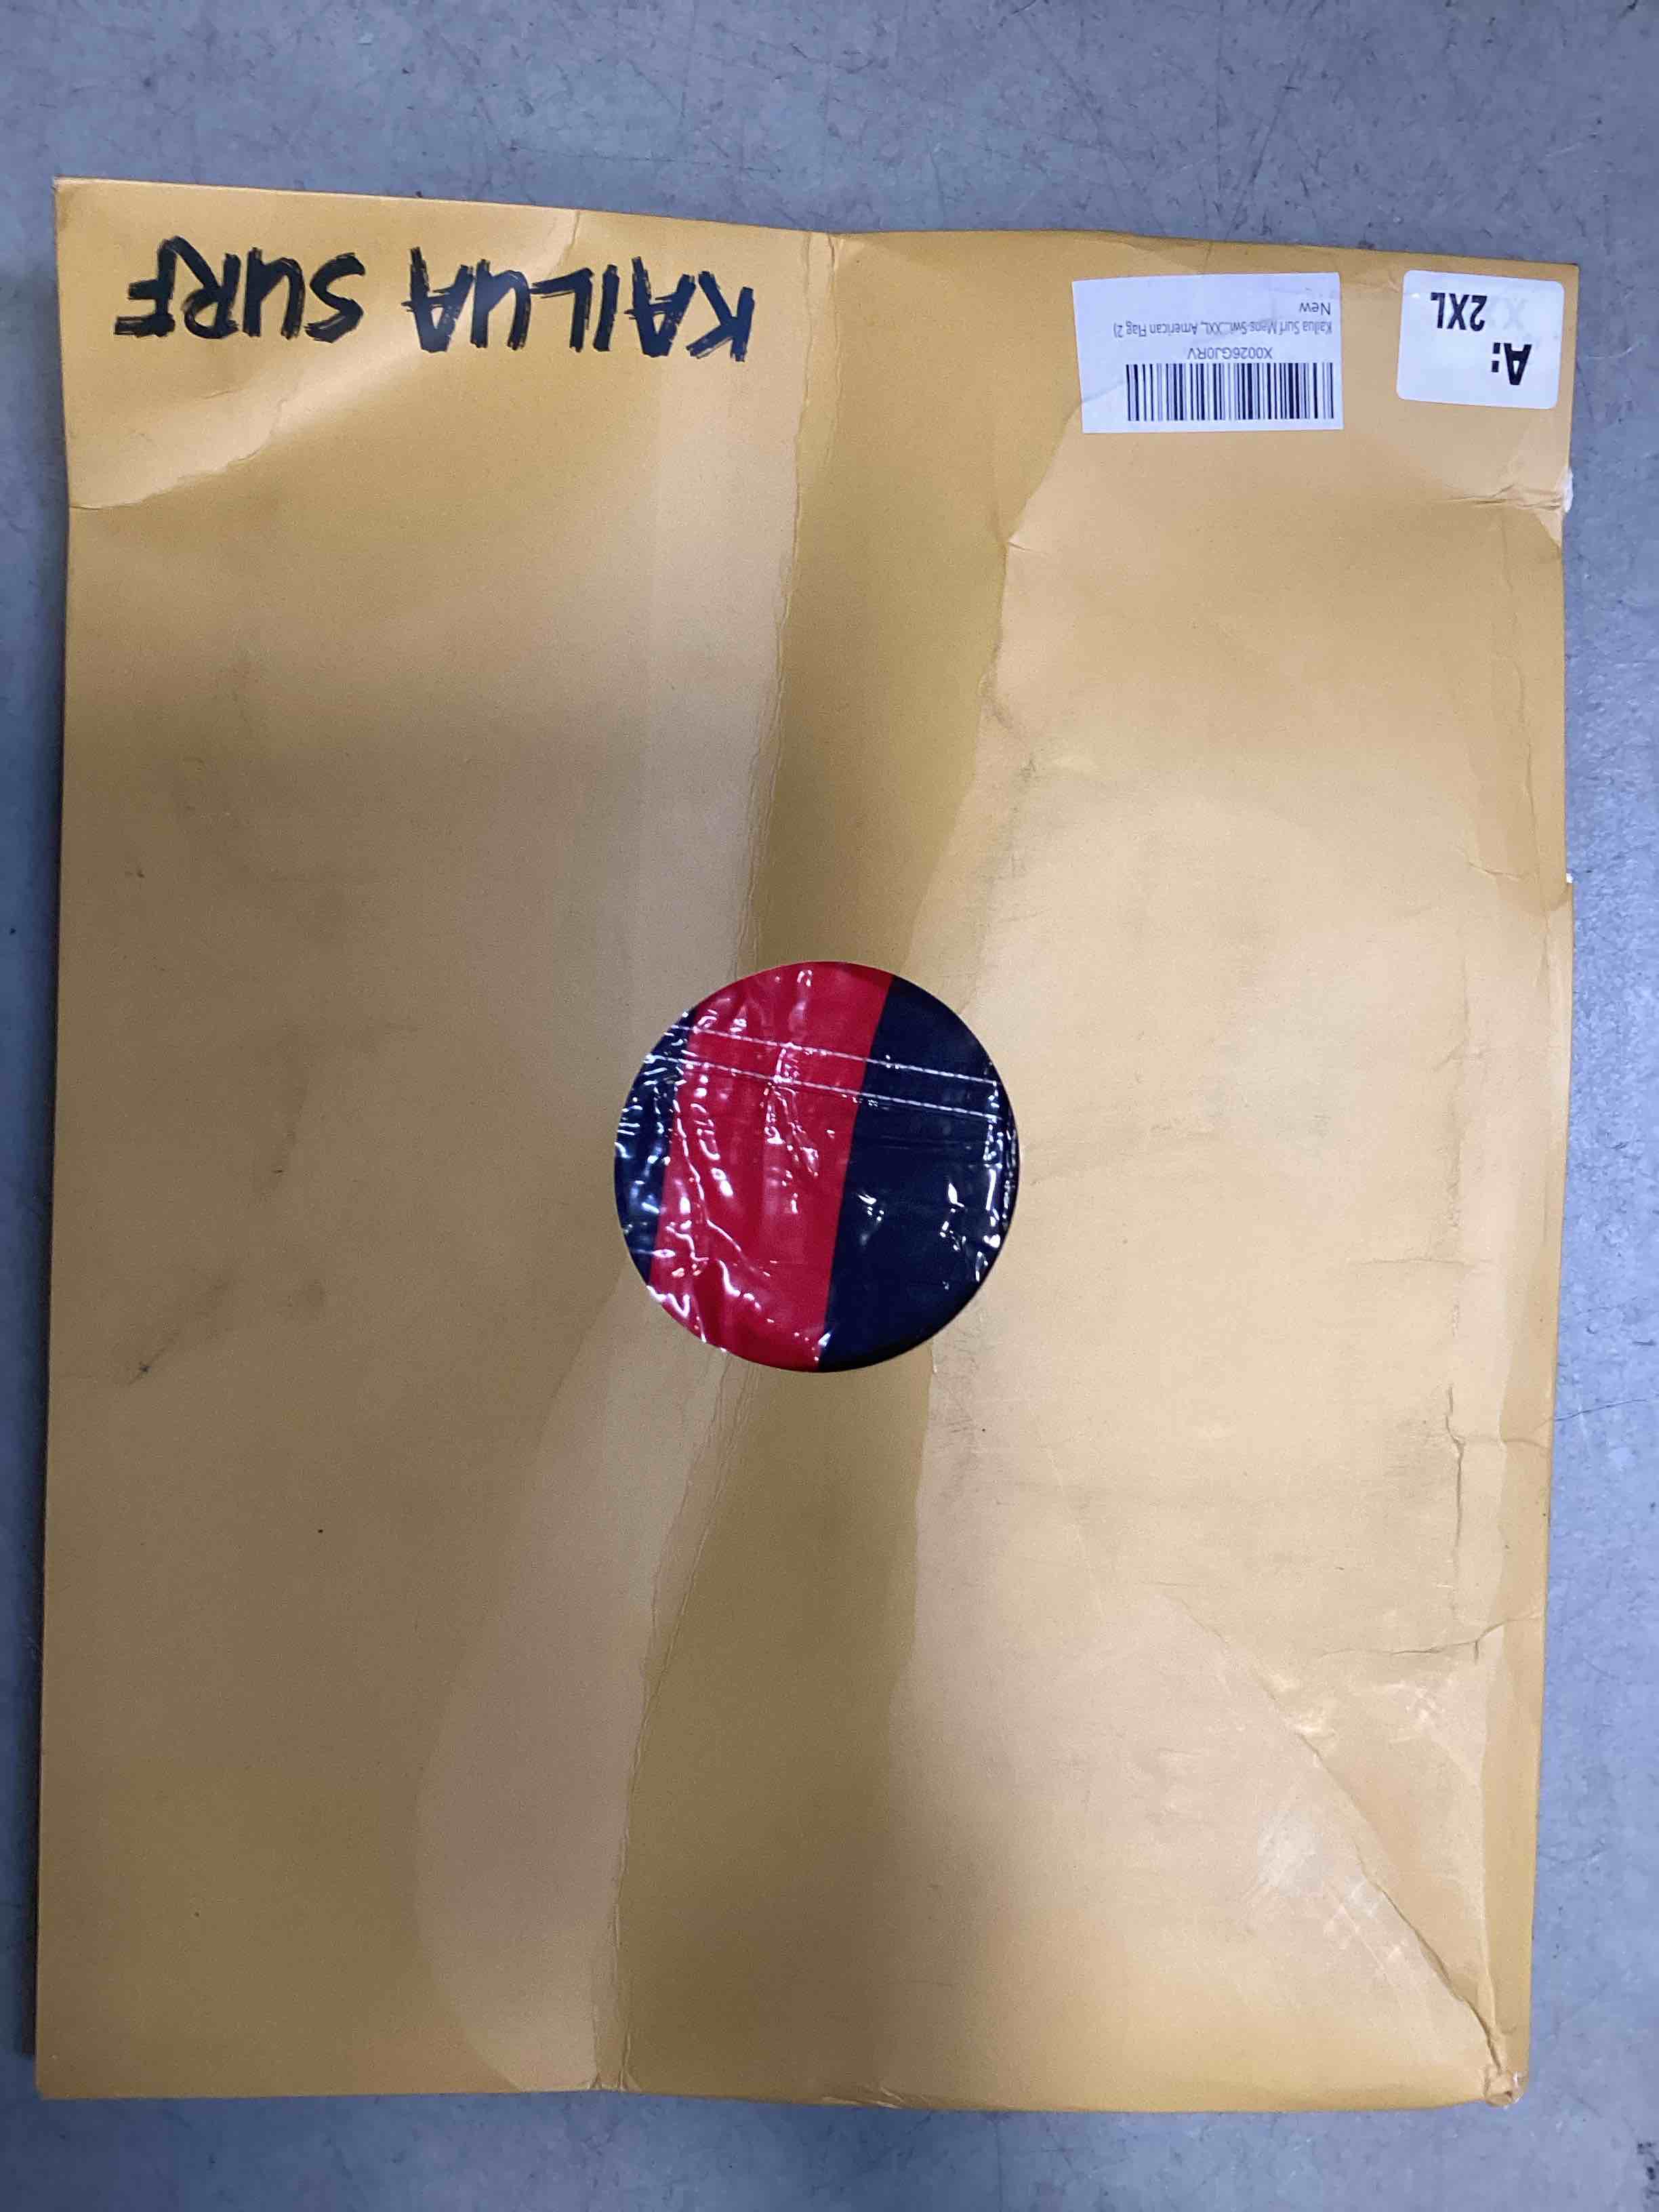 KAILUA SURF
A:
2XL
X0026GJ0RV
Kailua Surf Mens-Swi...XXL, American Flag 2)
New